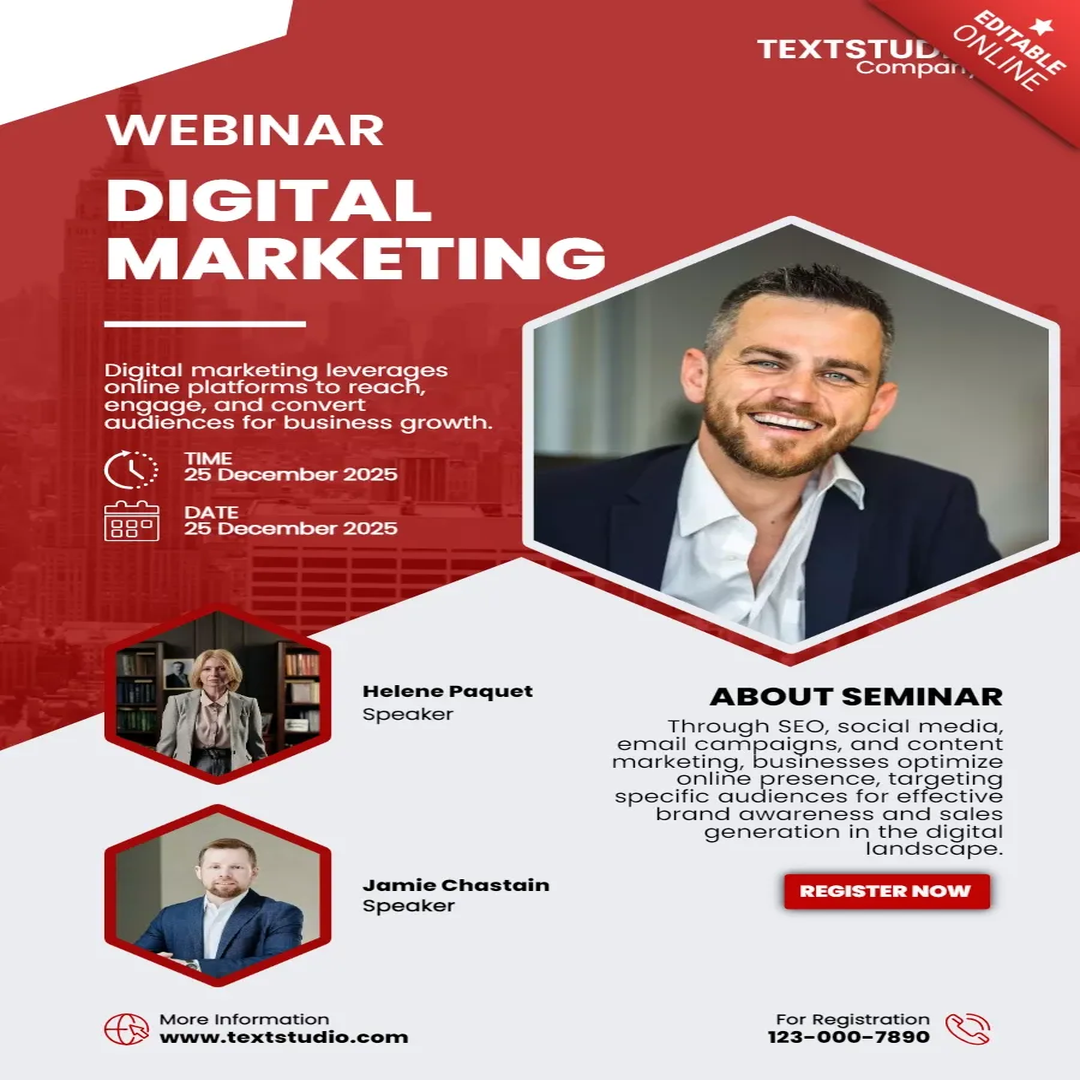 EDITABLE
ONLINE
TEXTSTUD
Company
WEBINAR
DIGITAL
MARKETING
Digital marketing leverages
online platforms to reach,
engage, and convert
audiences for business growth.
TIME
25 December 2025
DATE
25 December 2025
Helene Paquet
Speaker
Jamie Chastain
Speaker
ABOUT SEMINAR
Through SEO, social media,
email campaigns, and content
marketing, businesses optimize
online presence, targeting
specific audiences for effective
brand awareness and sales
generation in the digital
landscape.
REGISTER NOW
More Information
www.textstudio.com
For Registration
123-000-7890